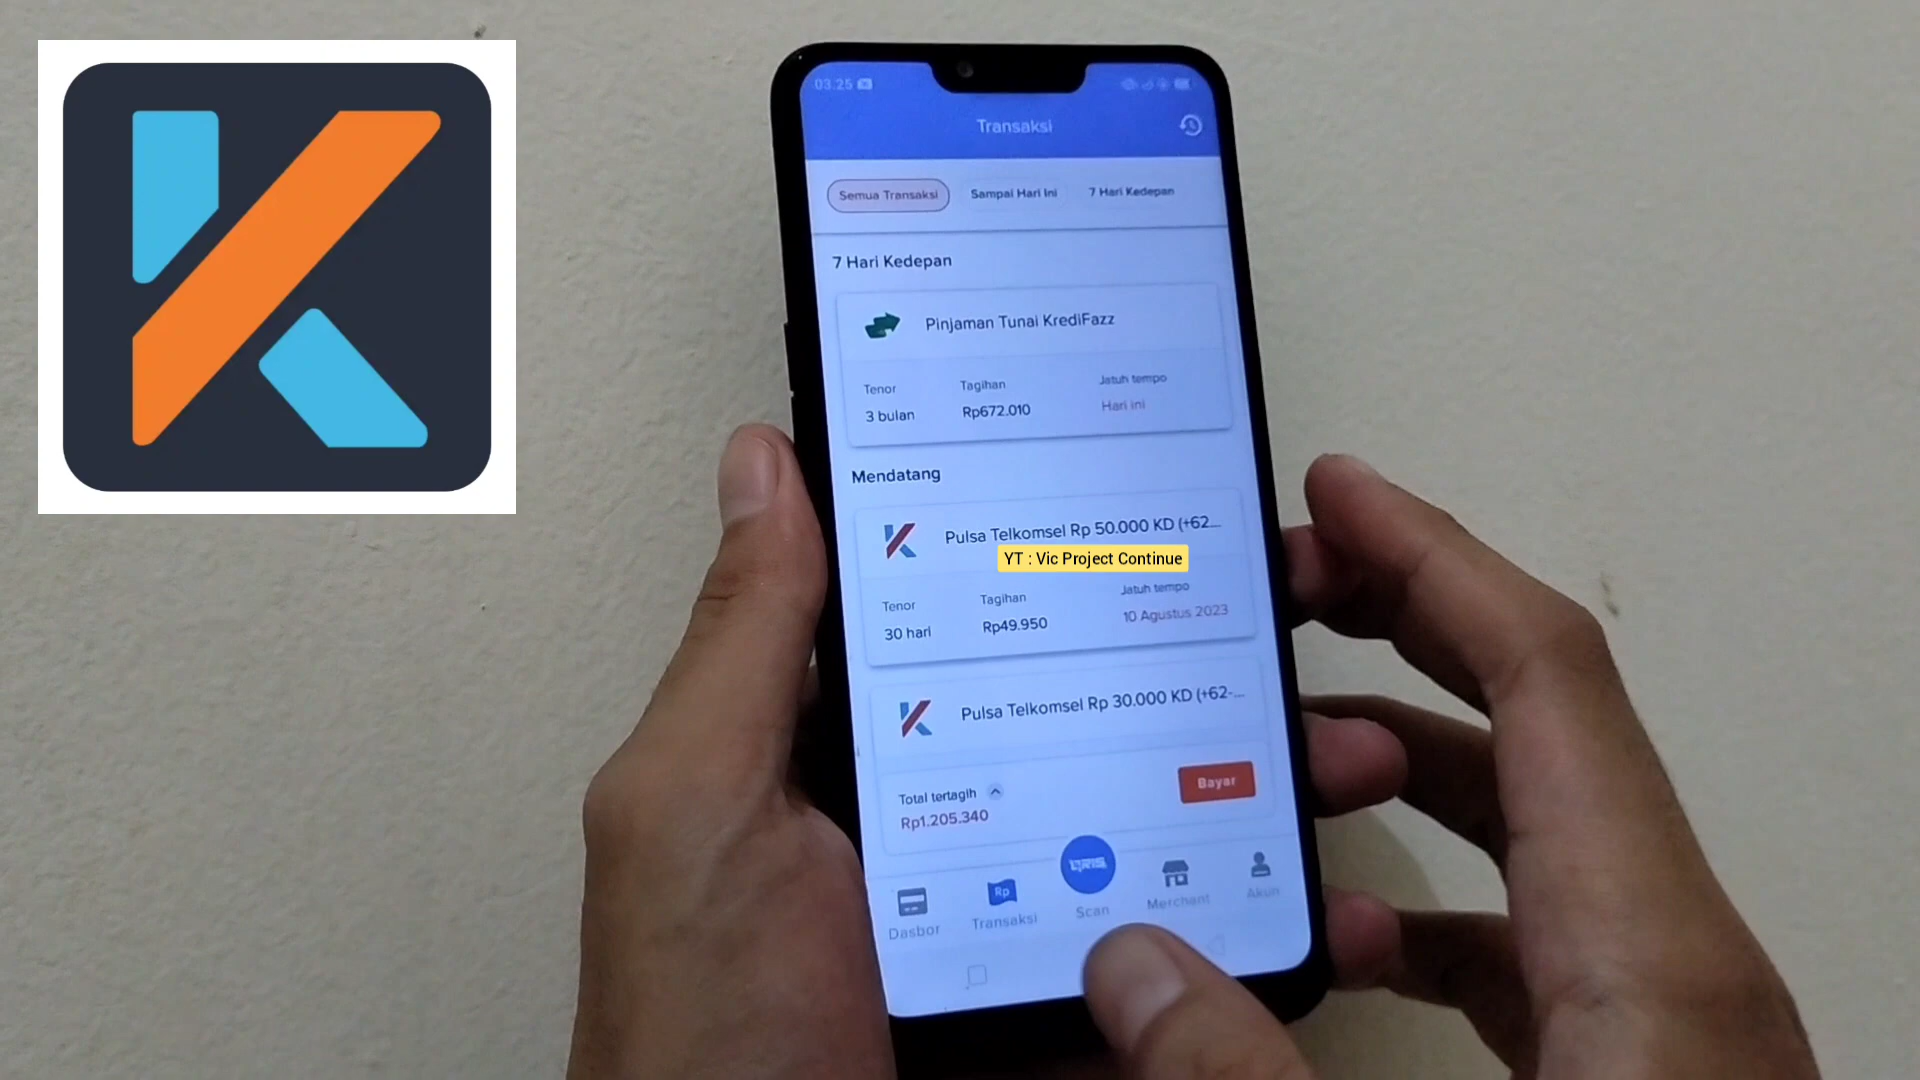 03.25
Transaksi
Semua Transaksi
Sampai Hari Ini
7 Hari Kedepan
7 Hari Kedepan
Pinjaman Tunai KrediFazz
Tenor
Tagihan
Jatuh tempo
3 bulan
Rp672.010
Hari ini
Mendatang
Pulsa Telkomsel Rp 50.000 KD (+62...
YT : Vic Project Continue
Tenor
Tagihan
Jatuh tempo
30 hari
Rp49.950
10 Agustus 2023
Pulsa Telkomsel Rp 30.000 KD (+62-...
Total tertagih
Rp1.205.340
Bayar
Rp
QRIS
Dasbor
Transaksi
Scan
Merchant
Akun